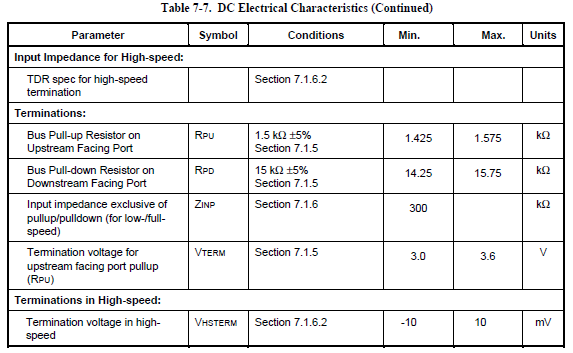 Table 7-7. DC Electrical Characteristics (Continued)
Parameter Symbol Conditions Min. Max. Units
Input Impedance for High-speed:
TDR spec for high-speed termination Section 7.1.6.2
Terminations:
Bus Pull-up Resistor on Upstream Facing Port RPU 1.5 kΩ ±5% Section 7.1.5 1.425 1.575 kΩ
Bus Pull-down Resistor on Downstream Facing Port RPD 15 kΩ ±5% Section 7.1.5 14.25 15.75 kΩ
Input impedance exclusive of pullup/pulldown (for low-/full-speed) ZINP Section 7.1.6 300 kΩ
Termination voltage for upstream facing port pullup (RPU) VTERM Section 7.1.5 3.0 3.6 V
Terminations in High-speed:
Termination voltage in high-speed VHSTERM Section 7.1.6.2 -10 10 mV